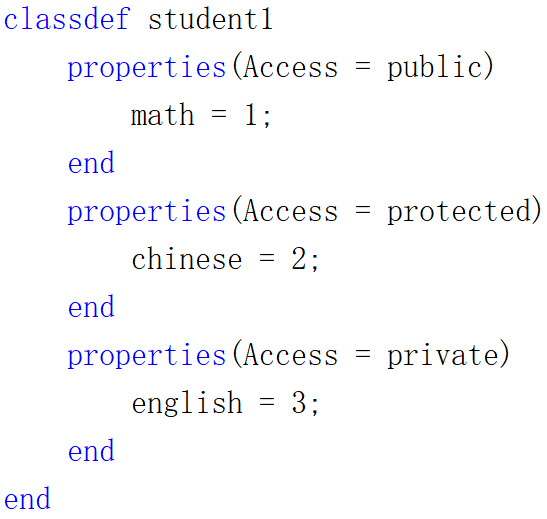 classdef student1
    properties(Access = public)
        math = 1;
    end
    properties(Access = protected)
        chinese = 2;
    end
    properties(Access = private)
        english = 3;
    end
end